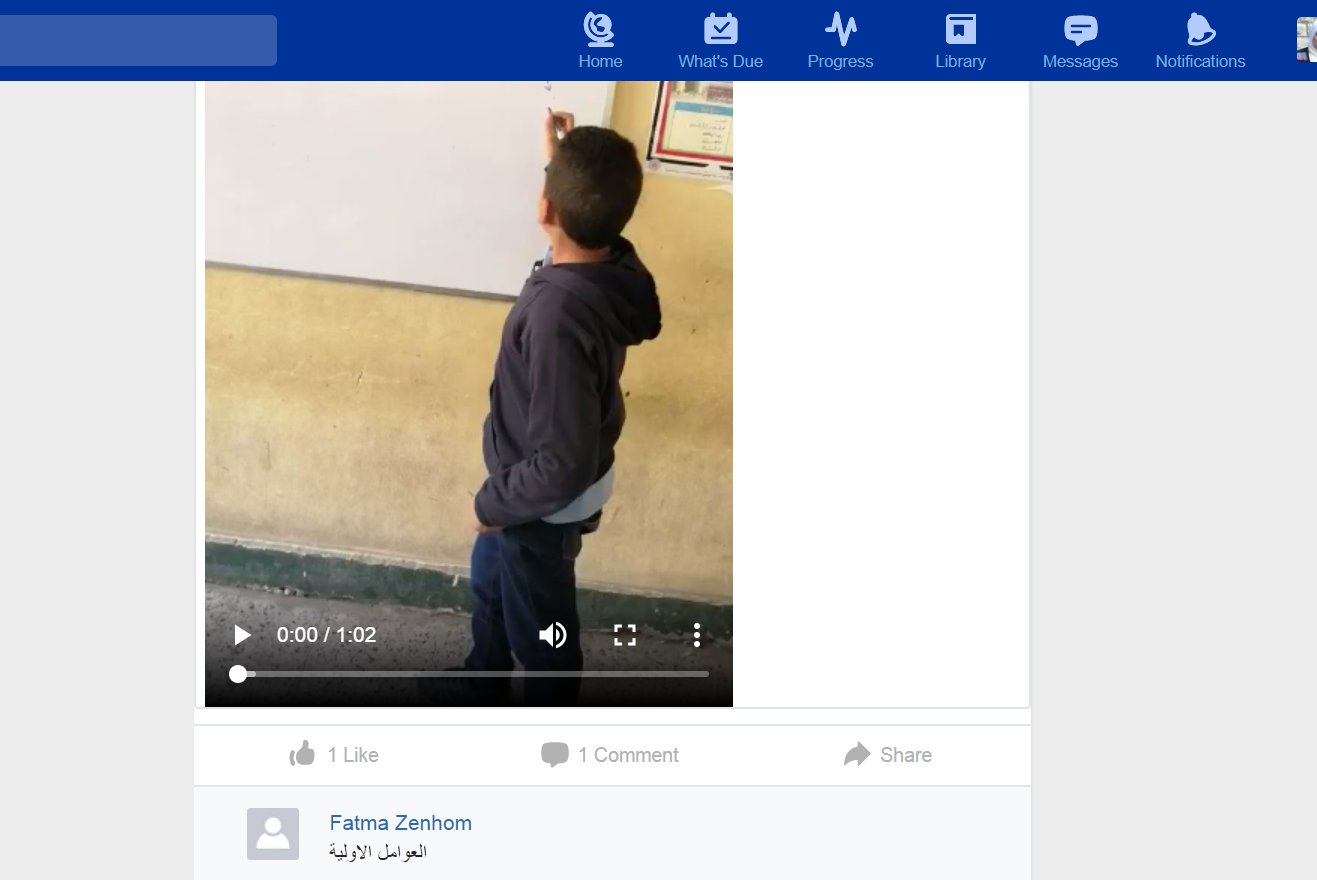 Home What's Due Progress Library Messages Notifications
0:00 / 1:02
1 Like 1 Comment Share
Fatma Zenhom
العوامل الاولية